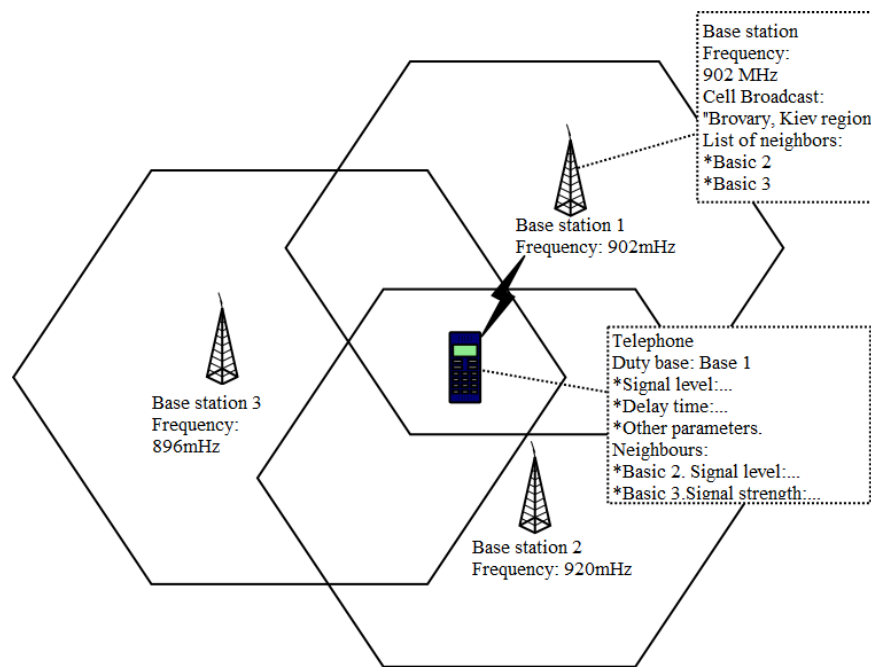 Base station
Frequency:
902 MHz
Cell Broadcast:
"Brovary, Kiev region
List of neighbors:
*Basic 2
*Basic 3
Base station 1
Frequency: 902mHz
Telephone
Duty base: Base 1
*Signal level:...
*Delay time:...
*Other parameters.
Neighbours:
*Basic 2. Signal level:...
*Basic 3.Signal strength:...
Base station 3
Frequency:
896mHz
Base station 2
Frequency: 920mHz